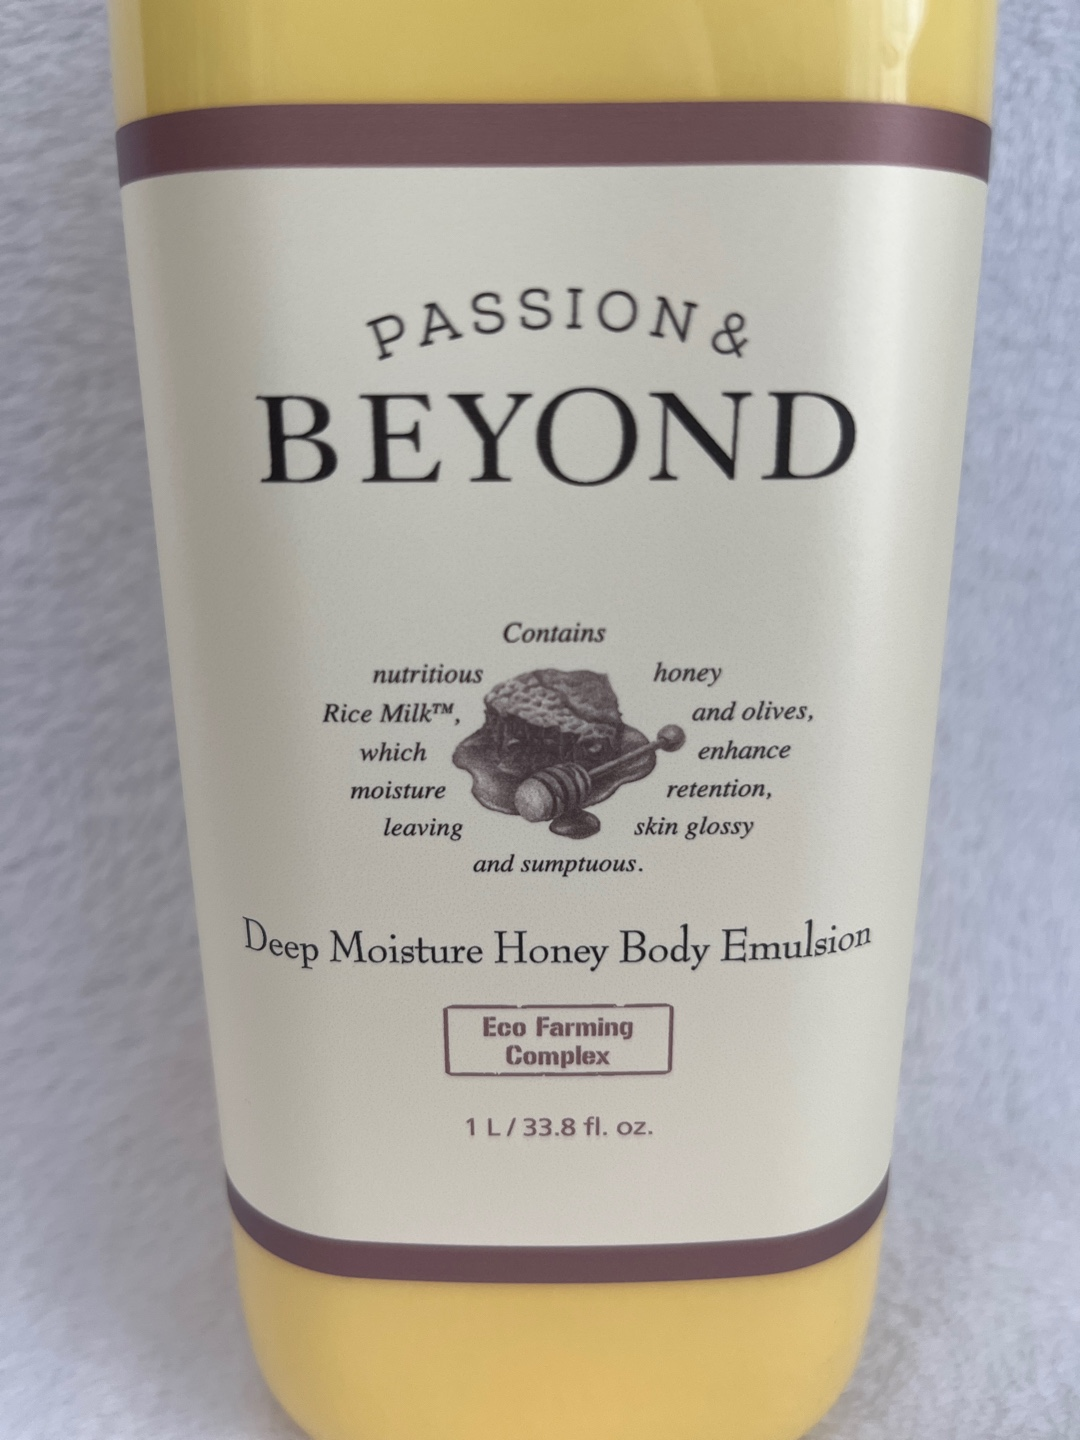 PASSION &
BEYOND
Contains
nutritious honey
Rice Milk™, and olives,
which enhance
moisture retention,
leaving skin glossy
and sumptuous.
Deep Moisture Honey Body Emulsion
Eco Farming
Complex
1 L / 33.8 fl. oz.